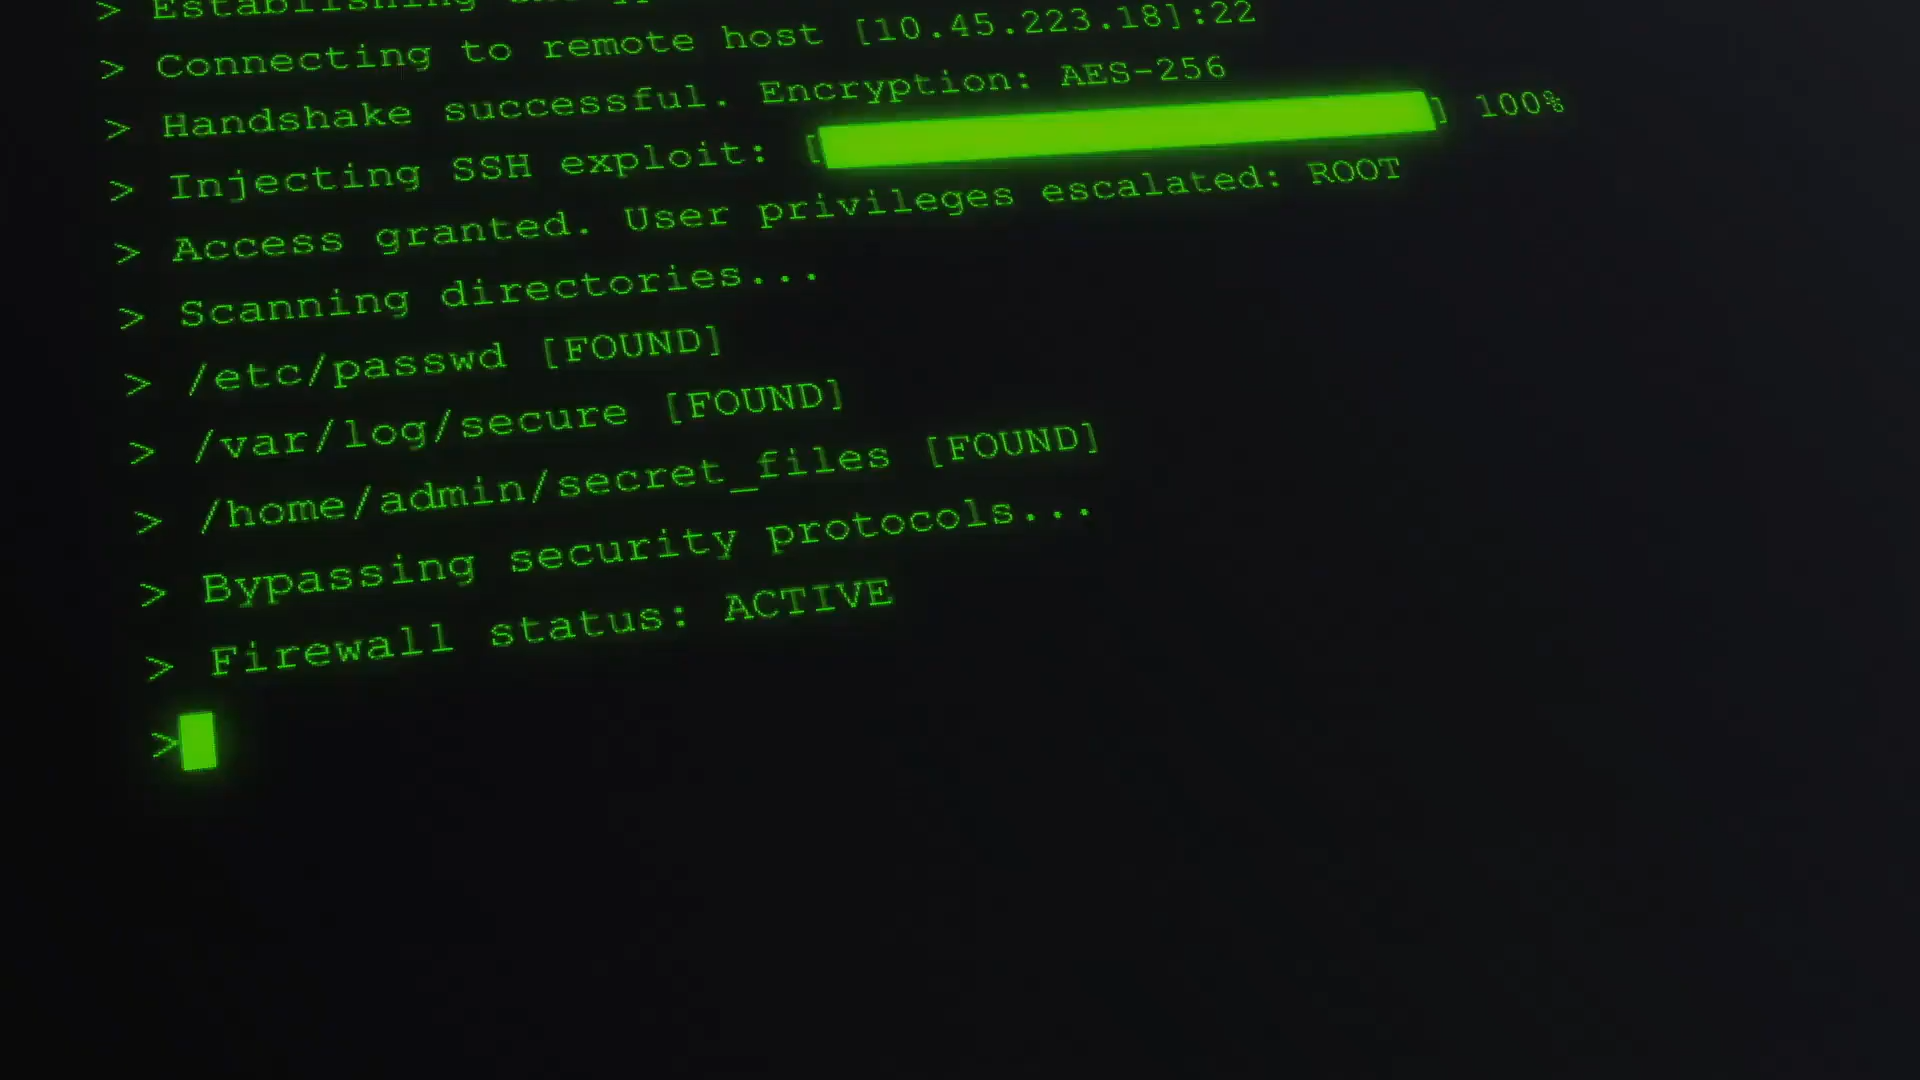 > Establishing
> Connecting to remote host [10.45.223.18]:22
> Handshake successful. Encryption: AES-256
> Injecting SSH exploit: [] 100%
> Access granted. User privileges escalated: ROOT
> Scanning directories...
> /etc/passwd [FOUND]
> /var/log/secure [FOUND]
> /home/admin/secret_files [FOUND]
> Bypassing security protocols...
> Firewall status: ACTIVE
>